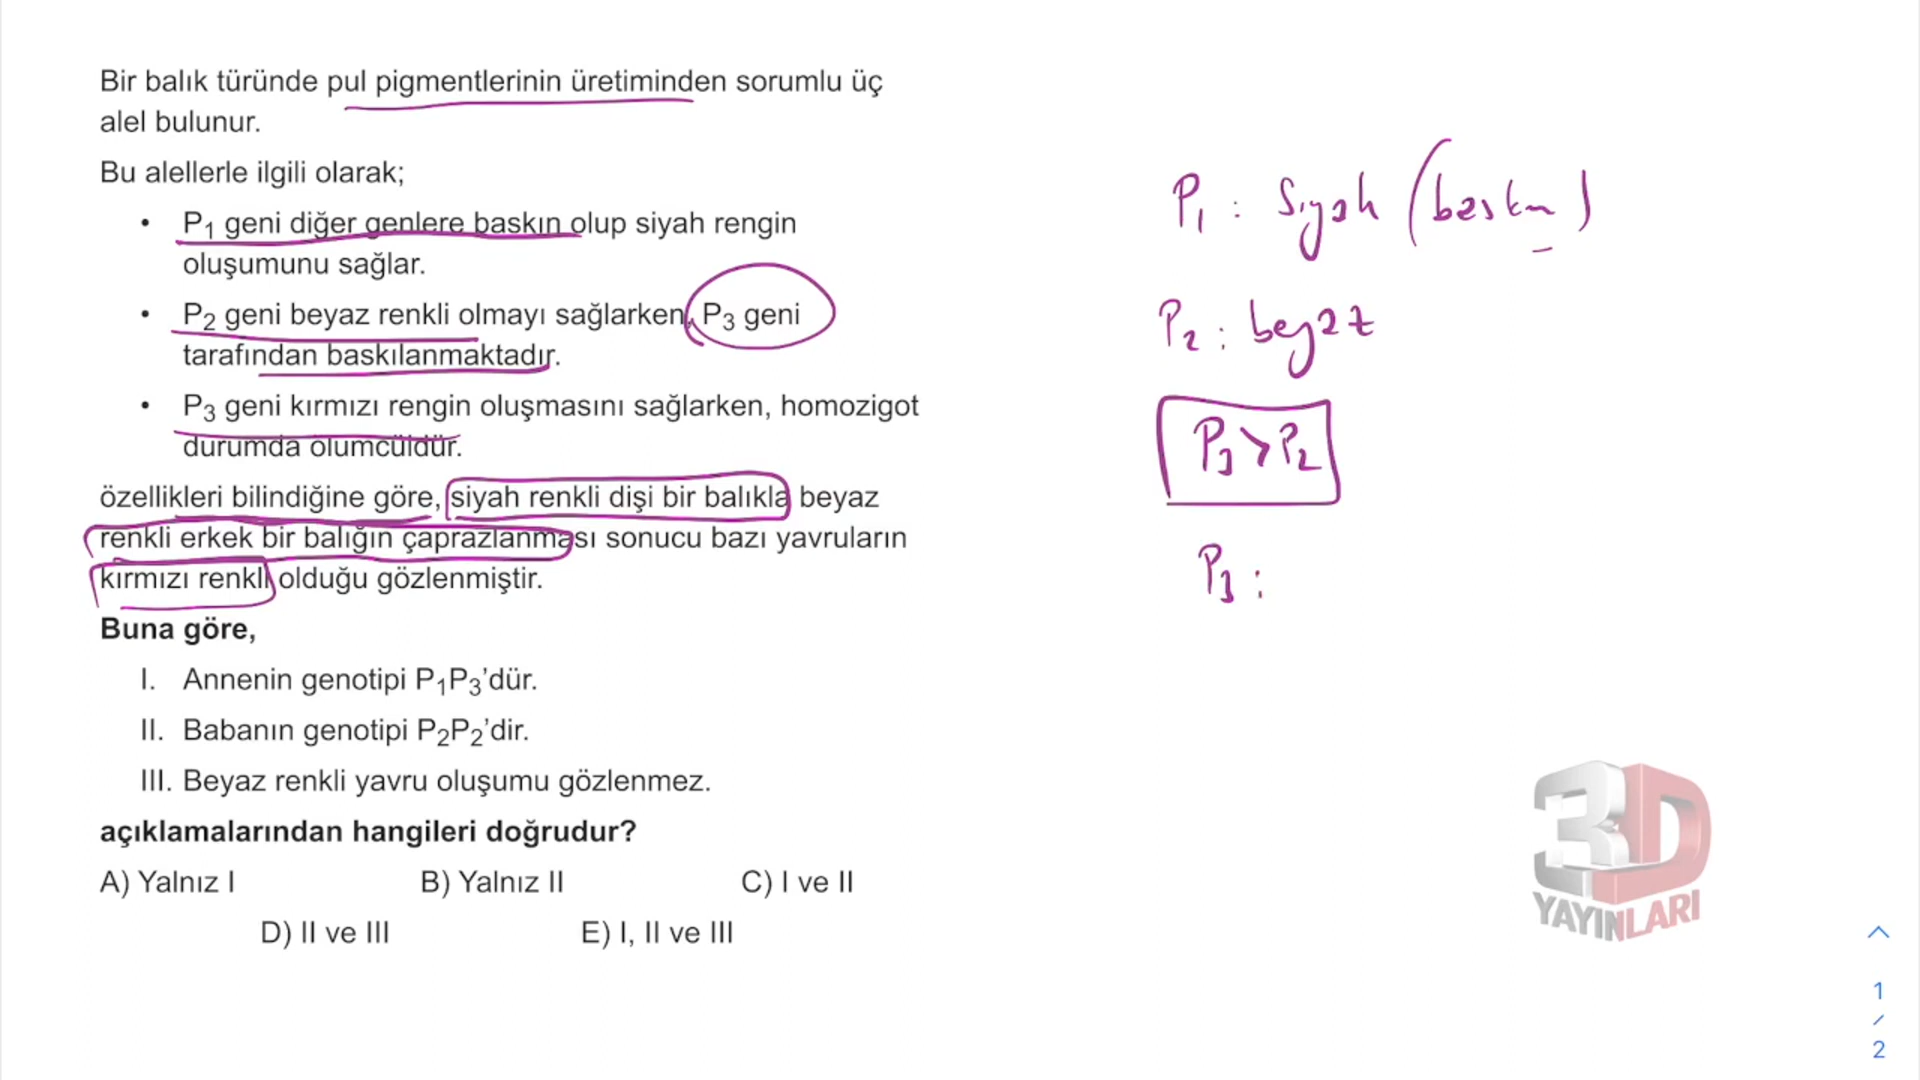 Bir balık türünde pul pigmentlerinin üretiminden sorumlu üç
alel bulunur.
Bu alellerle ilgili olarak;
• P1 geni diğer genlere baskın olup siyah rengin
oluşumunu sağlar.
• P2 geni beyaz renkli olmayı sağlarken, P3 geni
tarafından baskılanmaktadır.
• P3 geni kırmızı rengin oluşmasını sağlarken, homozigot
durumda ölümcüldür.
özellikleri bilindiğine göre, siyah renkli dişi bir balıkla beyaz
renkli erkek bir balığın çaprazlanması sonucu bazı yavruların
kırmızı renkli olduğu gözlenmiştir.
Buna göre,
I. Annenin genotipi P1P3'dür.
II. Babanın genotipi P2P2'dir.
III. Beyaz renkli yavru oluşumu gözlenmez.
açıklamalarından hangileri doğrudur?
A) Yalnız I B) Yalnız II C) I ve II
D) II ve III E) I, II ve III
P1 : Siyah (baskın)
P2 : beyaz
P3 > P2
P3 :
3D
YAYINLARI
1
/
2